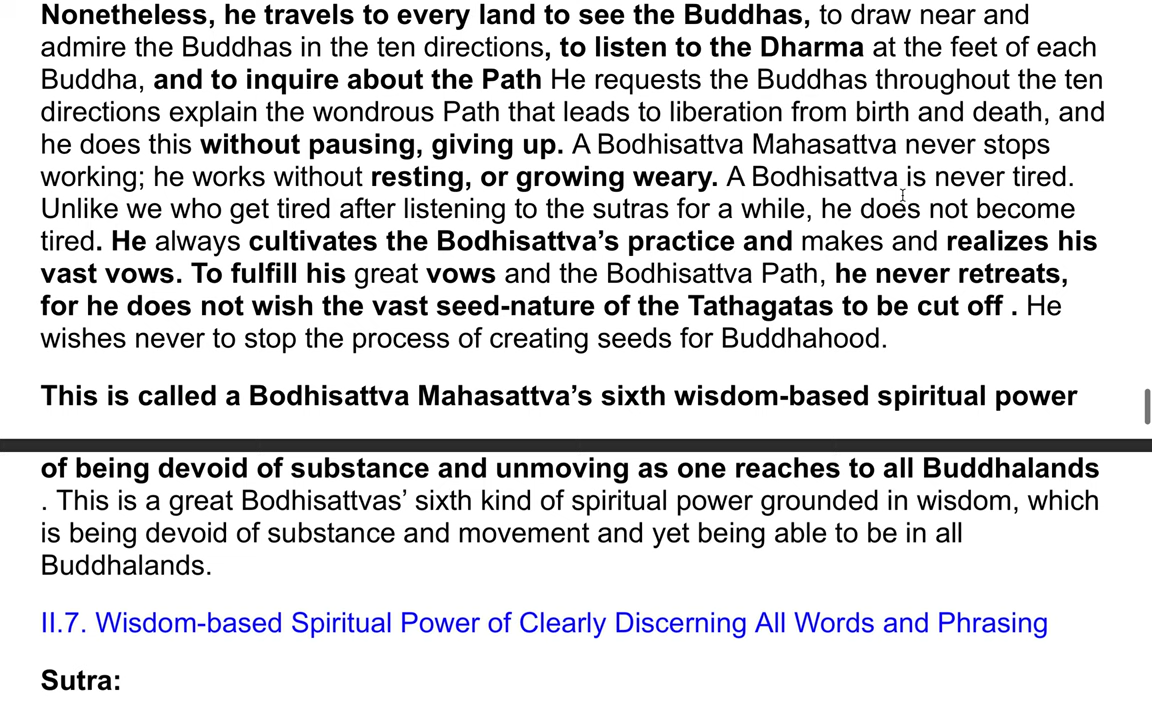 Nonetheless, he travels to every land to see the Buddhas, to draw near and
admire the Buddhas in the ten directions, to listen to the Dharma at the feet of each
Buddha, and to inquire about the Path He requests the Buddhas throughout the ten
directions explain the wondrous Path that leads to liberation from birth and death, and
he does this without pausing, giving up. A Bodhisattva Mahasattva never stops
working; he works without resting, or growing weary. A Bodhisattva is never tired.
Unlike we who get tired after listening to the sutras for a while, he does not become
tired. He always cultivates the Bodhisattva’s practice and makes and realizes his
vast vows. To fulfill his great vows and the Bodhisattva Path, he never retreats,
for he does not wish the vast seed-nature of the Tathagatas to be cut off . He
wishes never to stop the process of creating seeds for Buddhahood.
This is called a Bodhisattva Mahasattva’s sixth wisdom-based spiritual power
of being devoid of substance and unmoving as one reaches to all Buddhalands
. This is a great Bodhisattvas’ sixth kind of spiritual power grounded in wisdom, which
is being devoid of substance and movement and yet being able to be in all
Buddhalands.
II.7. Wisdom-based Spiritual Power of Clearly Discerning All Words and Phrasing
Sutra: